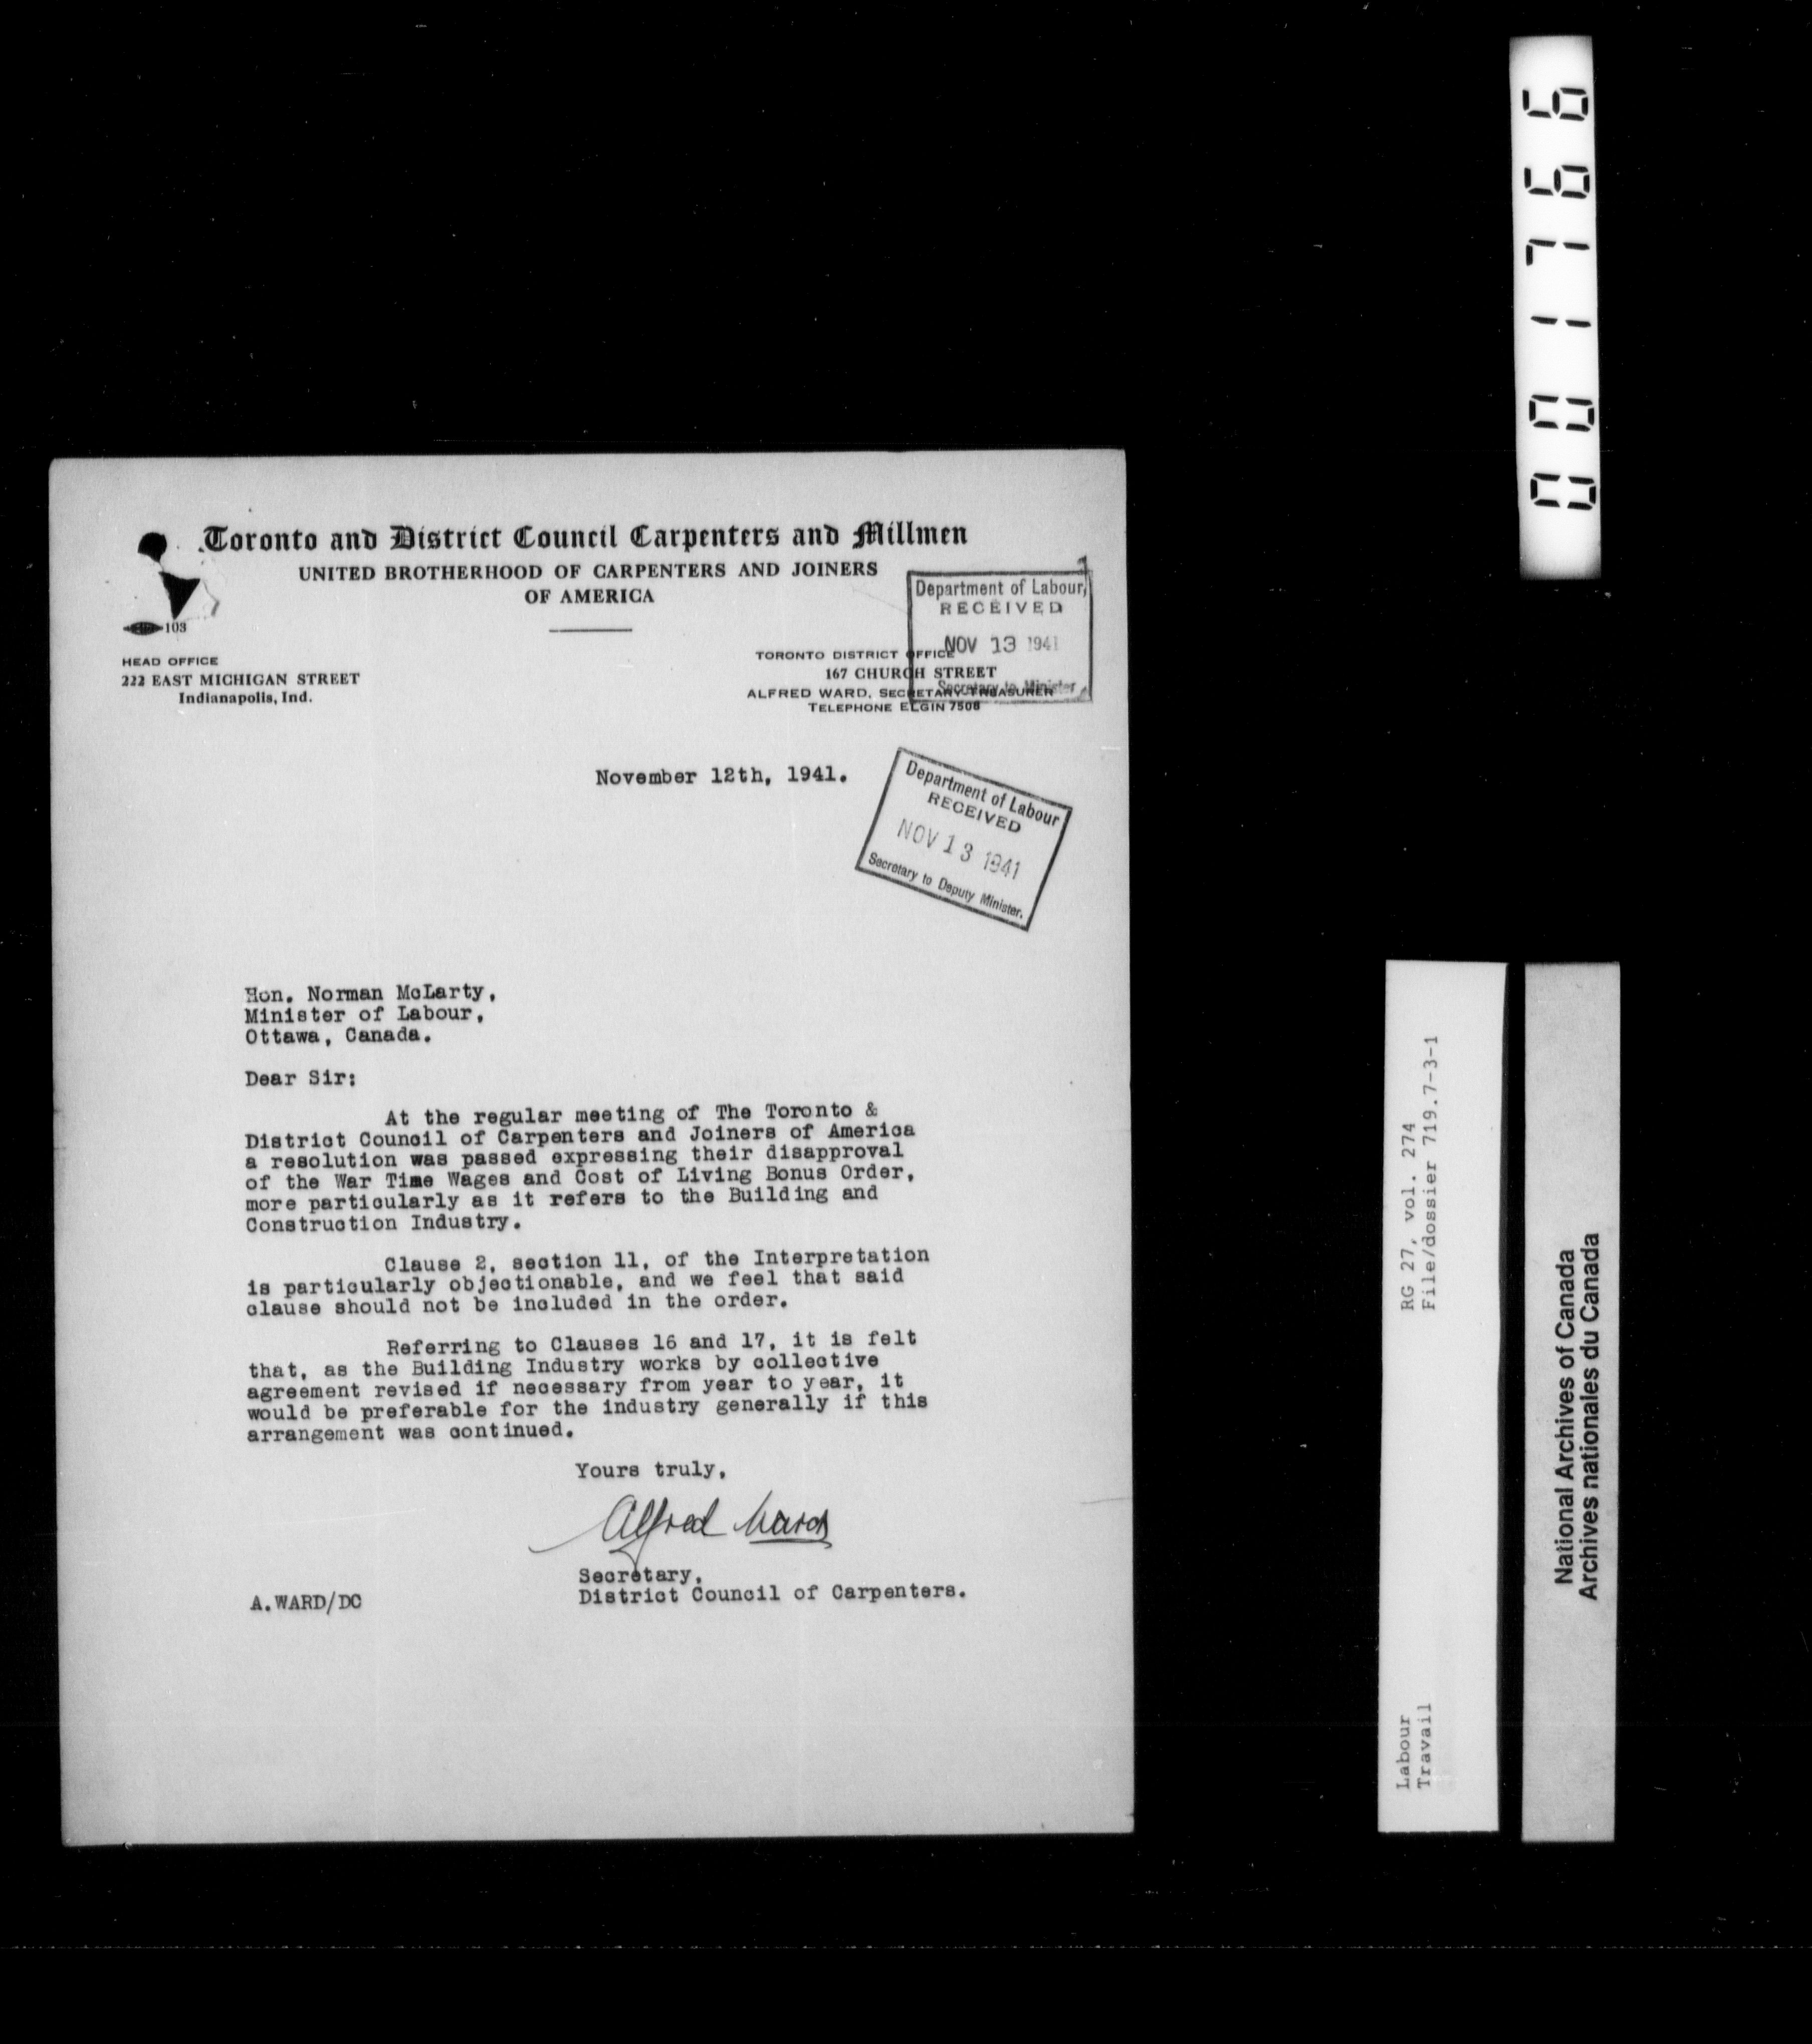 Toronto and District Council Carpenters and Millmen
UNITED BROTHERHOOD OF CARPENTERS AND JOINERS
OF AMERICA
103
HEAD OFFICE
222 EAST MICHIGAN STREET
Indianapolis, Ind.
TORONTO DISTRICT OFFICE
167 CHURCH STREET
ALFRED WARD, SECRETARY-TREASURER
TELEPHONE ELGIN 7508
Department of Labour,
RECEIVED
NOV 13 1941
Secretary to Minister
November 12th, 1941.
Department of Labour
RECEIVED
NOV 13 1941
Secretary to Deputy Minister.
Hon. Norman McLarty,
Minister of Labour,
Ottawa, Canada.
Dear Sir:
At the regular meeting of The Toronto &
District Council of Carpenters and Joiners of America
a resolution was passed expressing their disapproval
of the War Time Wages and Cost of Living Bonus Order,
more particularly as it refers to the Building and
Construction Industry.
Clause 2, section 11, of the Interpretation
is particularly objectionable, and we feel that said
clause should not be included in the order.
Referring to Clauses 16 and 17, it is felt
that, as the Building Industry works by collective
agreement revised if necessary from year to year, it
would be preferable for the industry generally if this
arrangement was continued.
Yours truly,
Alfred Ward
Secretary,
District Council of Carpenters.
A.WARD/DC
001766
RG 27, vol. 274
File/dossier 719.7-3-1
Labour
Travail
National Archives of Canada
Archives nationales du Canada